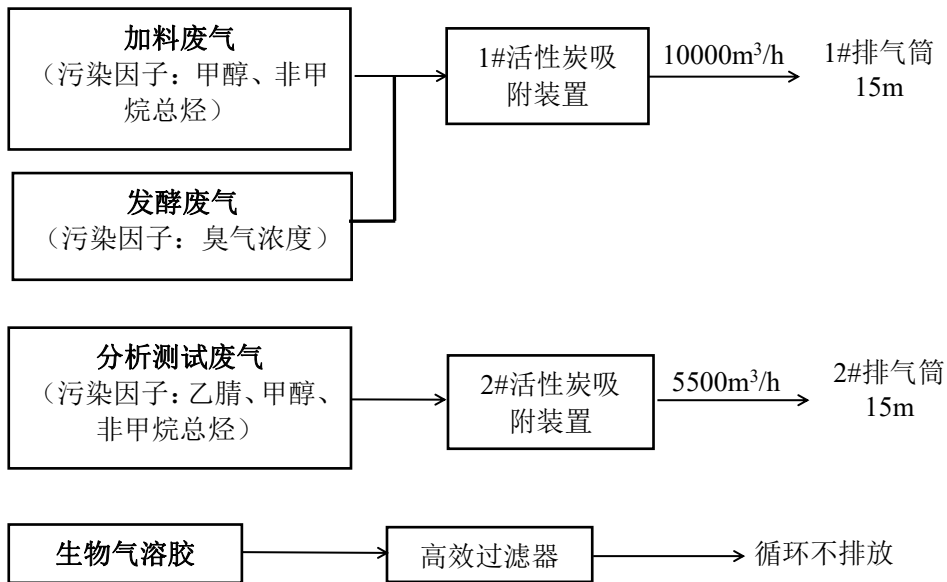 加料废气
（污染因子：甲醇、非甲
烷总烃）
1#活性炭吸
附装置
10000m³/h
1#排气筒
15m
发酵废气
（污染因子：臭气浓度）
分析测试废气
（污染因子:乙腈、甲醇、
非甲烷总烃）
2#活性炭吸
附装置
5500m³/h
2#排气筒
15m
生物气溶胶
高效过滤器
循环不排放